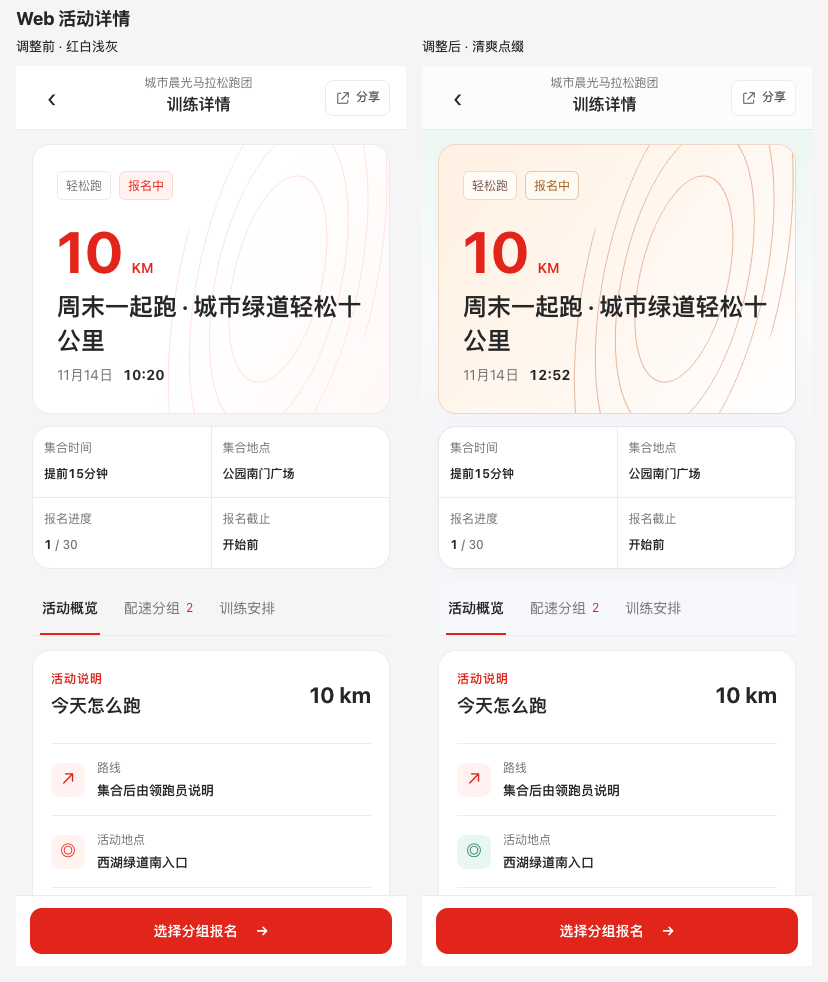 Web 活动详情
调整前 · 红白浅灰
城市晨光马拉松跑团
训练详情
分享
轻松跑
报名中
10 KM
周末一起跑 · 城市绿道轻松十
公里
11月14日 10:20
集合时间
提前15分钟
集合地点
公园南门广场
报名进度
1 / 30
报名截止
开始前
活动概览
配速分组 2
训练安排
活动说明
今天怎么跑
10 km
路线
集合后由领跑员说明
活动地点
西湖绿道南入口
选择分组报名 →
调整后 · 清爽点缀
城市晨光马拉松跑团
训练详情
分享
轻松跑
报名中
10 KM
周末一起跑 · 城市绿道轻松十
公里
11月14日 12:52
集合时间
提前15分钟
集合地点
公园南门广场
报名进度
1 / 30
报名截止
开始前
活动概览
配速分组 2
训练安排
活动说明
今天怎么跑
10 km
路线
集合后由领跑员说明
活动地点
西湖绿道南入口
选择分组报名 →